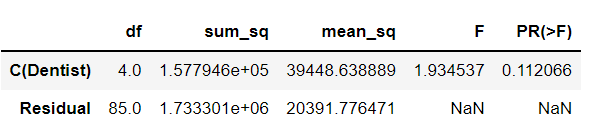 df sum_sq mean_sq F PR(>F)
C(Dentist) 4.0 1.577946e+05 39448.638889 1.934537 0.112066
Residual 85.0 1.733301e+06 20391.776471 NaN NaN